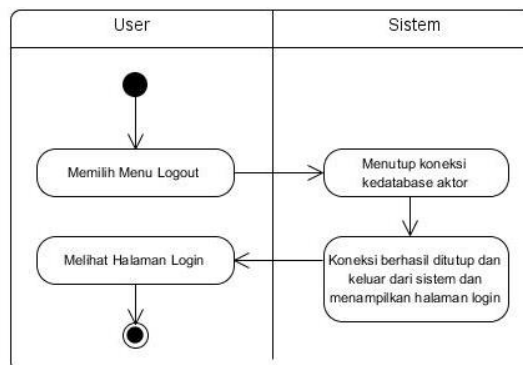 User
Sistem
Memilih Menu Logout
Menutup koneksi
kedatabase aktor
Melihat Halaman Login
Koneksi berhasil ditutup dan
keluar dari sistem dan
menampilkan halaman login